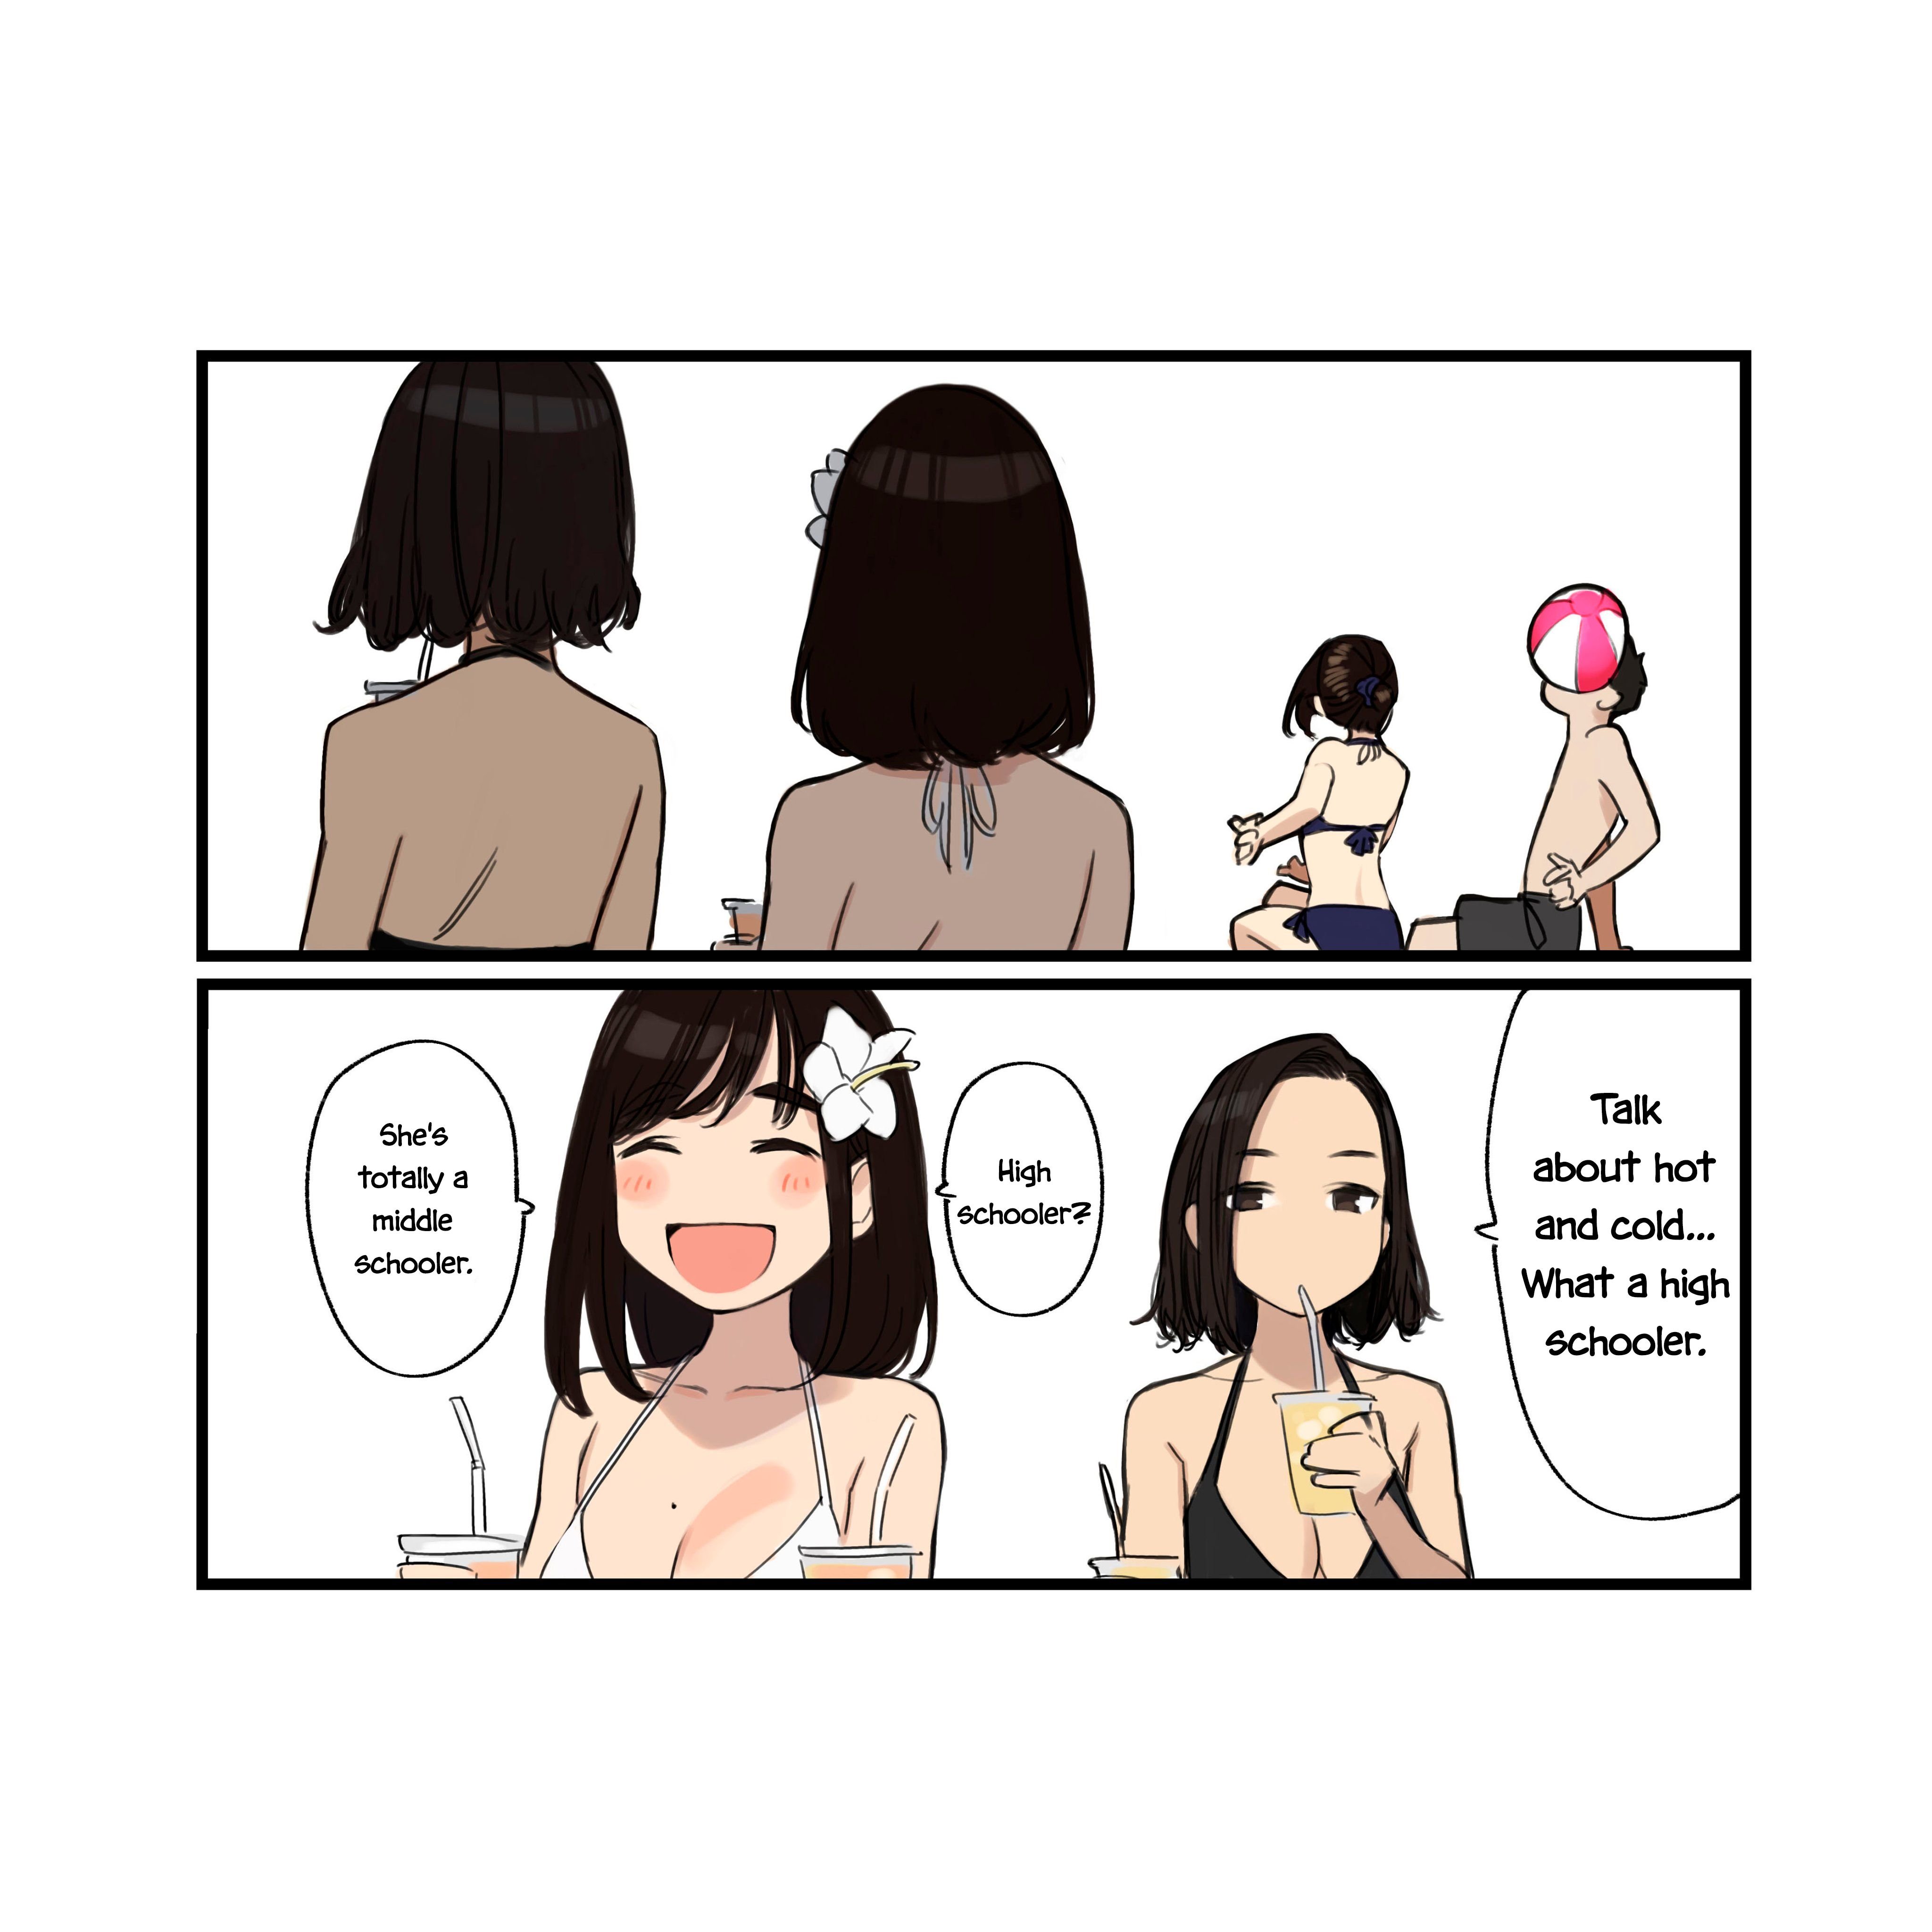 Talk
about hot
and cold...
What a high
schooler.
High
schooler?
She's
totally a
middle
schooler.